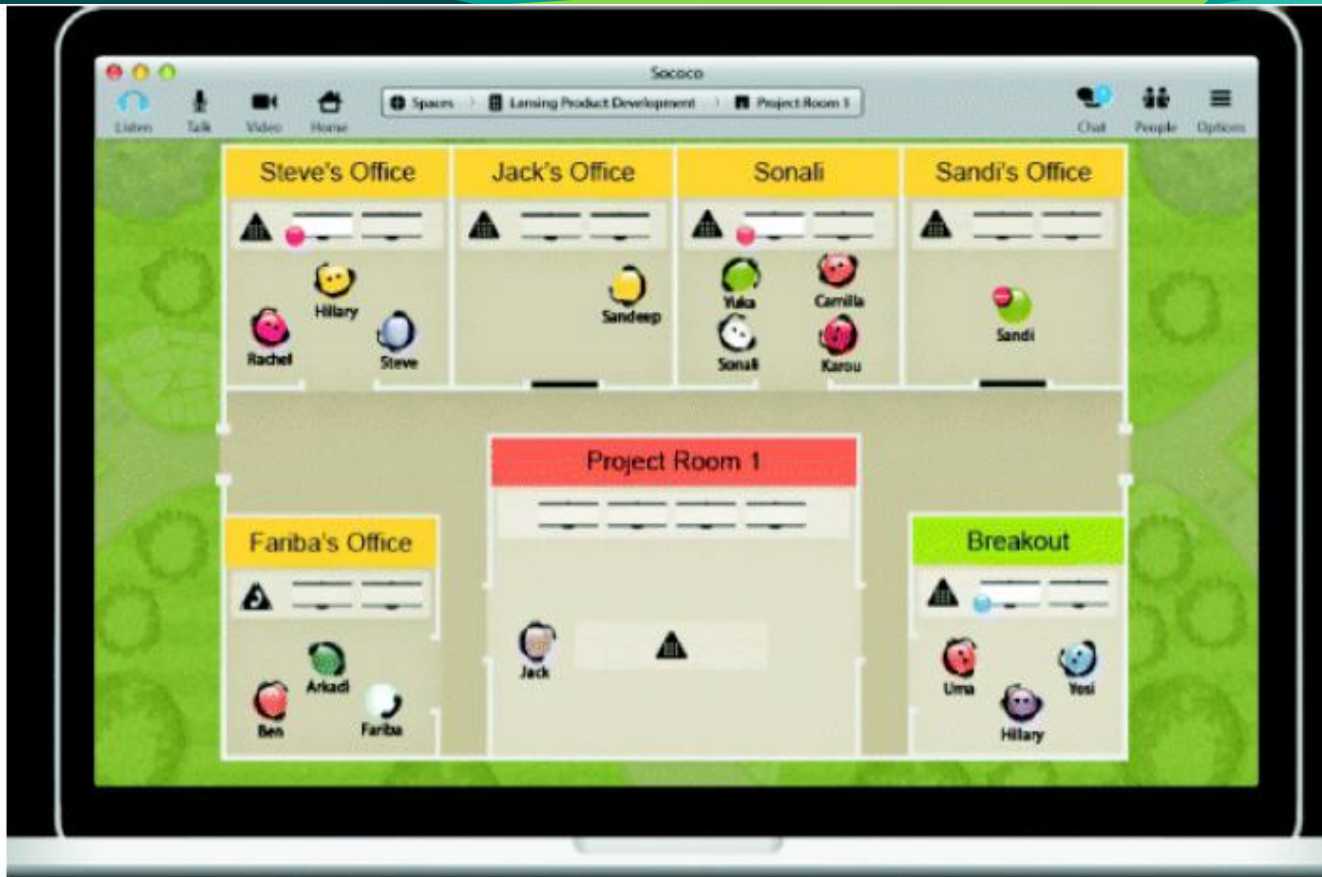 Sococo
Listen Talk Video Home Spaces Lansing Product Development Project Room 1 Chat People Options
Steve's Office Jack's Office Sonali Sandi's Office
Hillary Rachel Steve
Sandeep
Yuka Camilla
Sonali Karou
Sandi
Project Room 1
Fariba's Office
Breakout
Arkadi
Ben Fariba
Jack
Uma Yosi
Hillary